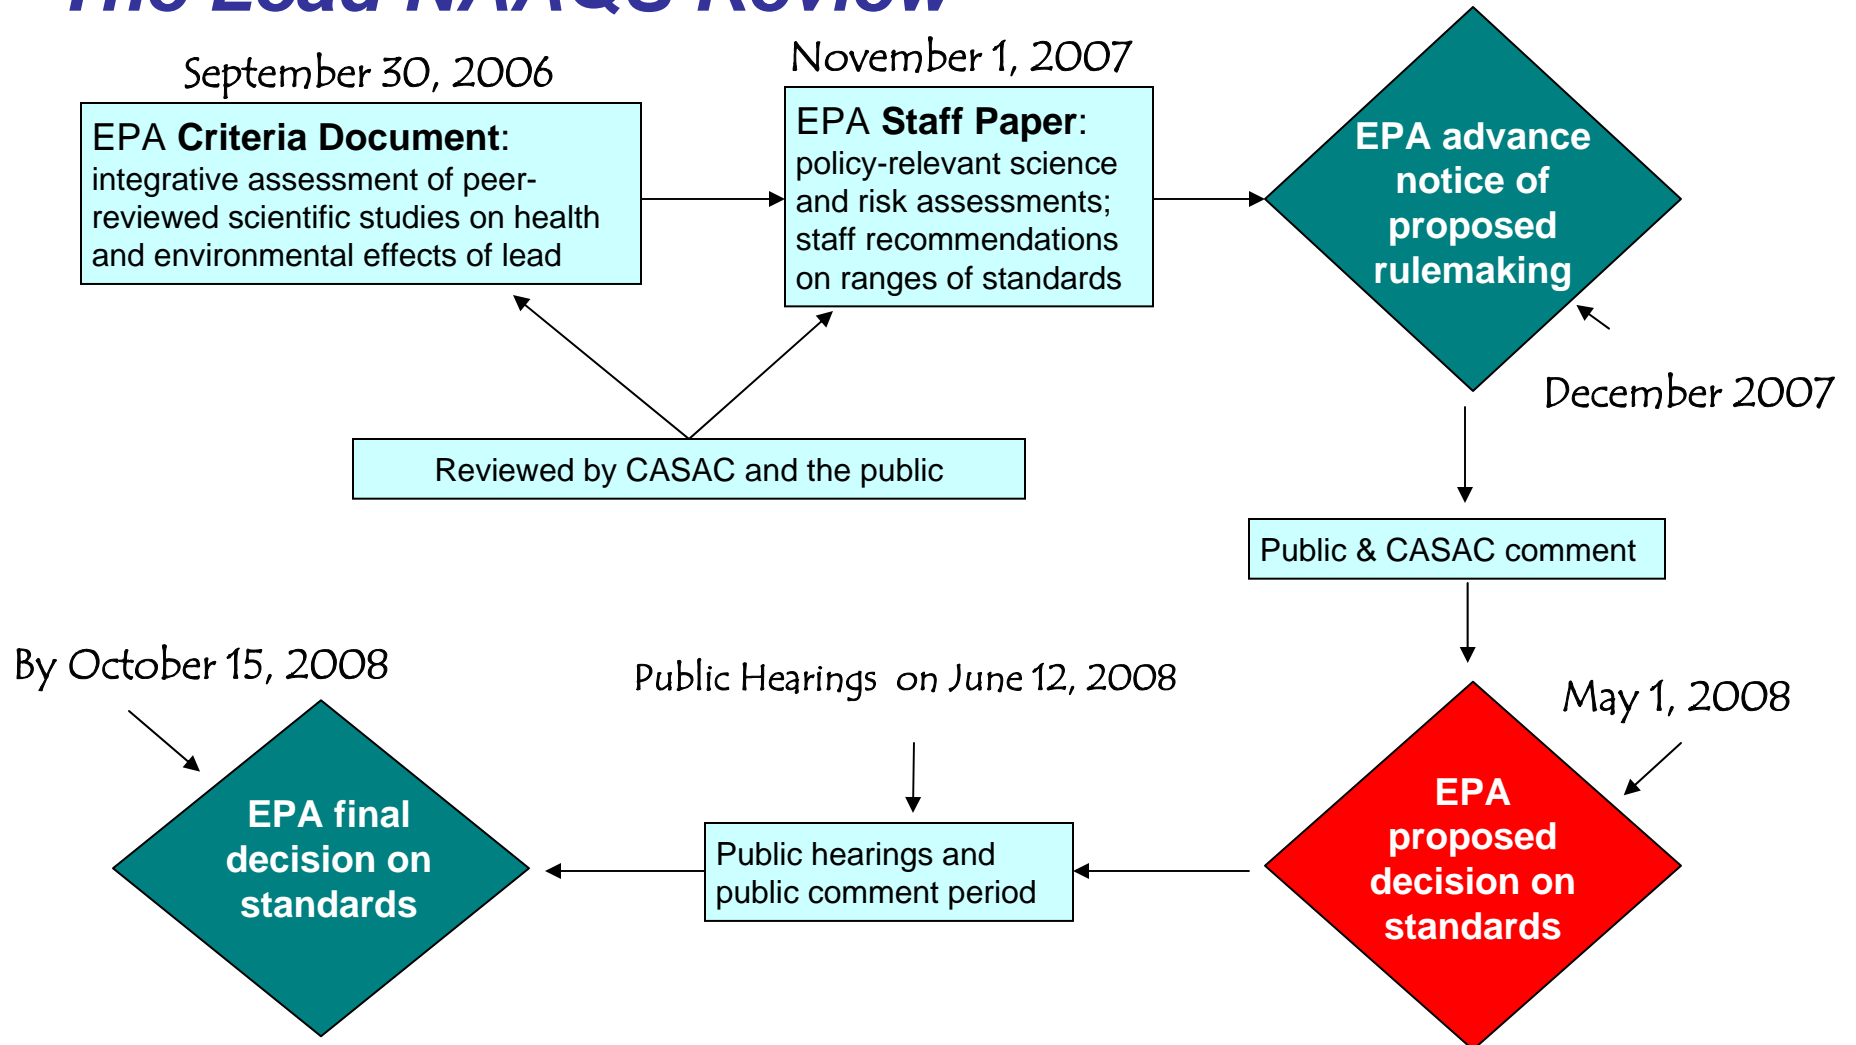 The Lead NAAQS Review
September 30, 2006
EPA Criteria Document:
integrative assessment of peer-
reviewed scientific studies on health
and environmental effects of lead
November 1, 2007
EPA Staff Paper:
policy-relevant science
and risk assessments;
staff recommendations
on ranges of standards
EPA advance
notice of
proposed
rulemaking
December 2007
Reviewed by CASAC and the public
Public & CASAC comment
May 1, 2008
EPA
proposed
decision on
standards
Public Hearings on June 12, 2008
Public hearings and
public comment period
By October 15, 2008
EPA final
decision on
standards